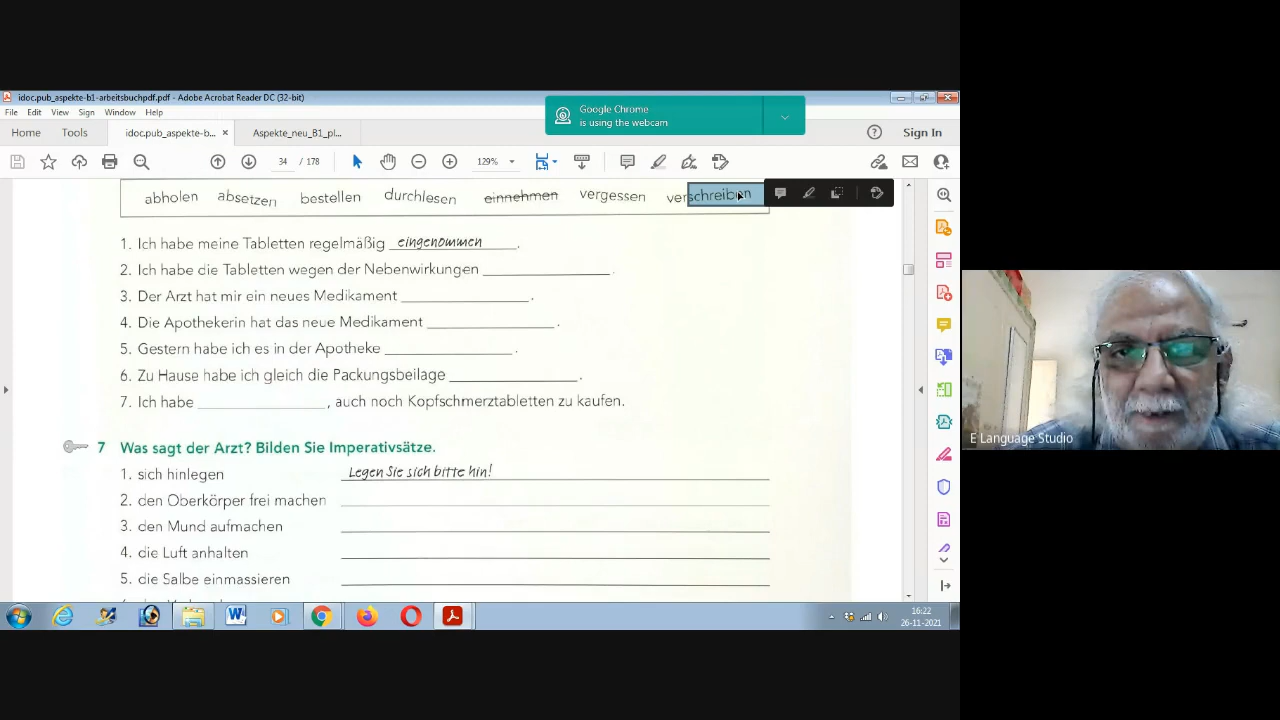 idoc.pub_aspekte-b1-arbeitsbuchpdf.pdf - Adobe Acrobat Reader DC (32-bit)
File Edit View Sign Window Help
Google Chrome
is using the webcam
Home Tools idoc.pub_aspekte-b... × Aspekte_neu_B1_pl... Sign In
34 / 178 129%
abholen absetzen bestellen durchlesen einnehmen vergessen verschreiben
1. Ich habe meine Tabletten regelmäßig eingenommen.
2. Ich habe die Tabletten wegen der Nebenwirkungen ____________.
3. Der Arzt hat mir ein neues Medikament ____________.
4. Die Apothekerin hat das neue Medikament ____________.
5. Gestern habe ich es in der Apotheke ____________.
6. Zu Hause habe ich gleich die Packungsbeilage ____________.
7. Ich habe ____________, auch noch Kopfschmerztabletten zu kaufen.
7 Was sagt der Arzt? Bilden Sie Imperativsätze.
1. sich hinlegen Legen Sie sich bitte hin!
2. den Oberkörper frei machen
3. den Mund aufmachen
4. die Luft anhalten
5. die Salbe einmassieren
E Language Studio
16:22
26-11-2021